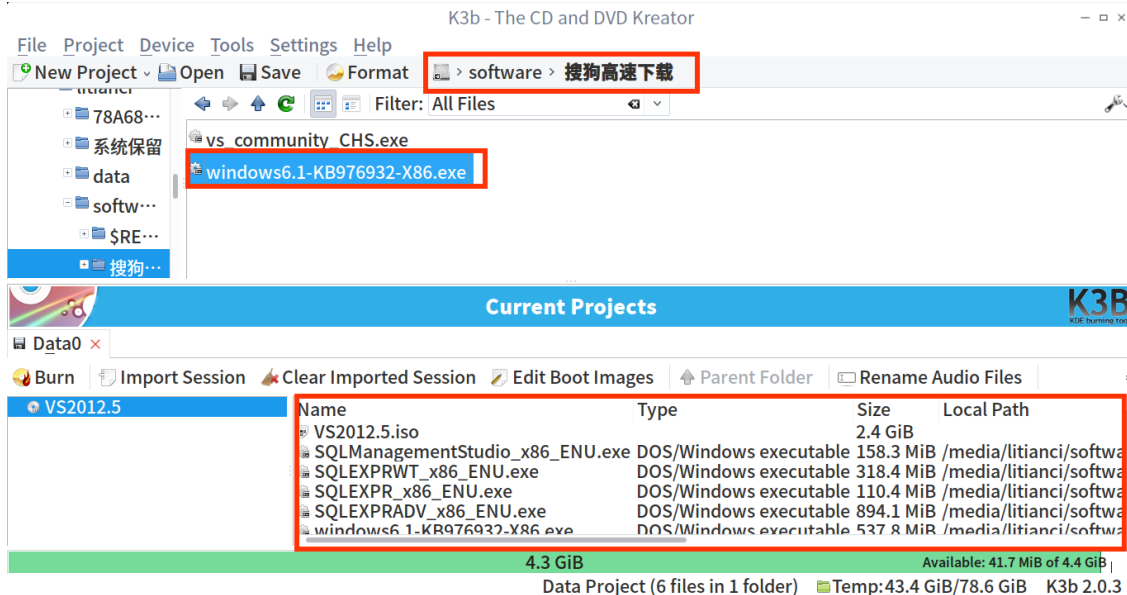 K3b - The CD and DVD Kreator
File Project Device Tools Settings Help
New Project Open Save Format > software > 搜狗高速下载
litianci
Filter: All Files
78A68…
系统保留
data
softw…
$RE…
搜狗…
vs_community_CHS.exe
windows6.1-KB976932-X86.exe
Current Projects
K3B
KDE burning too
Data0
Burn Import Session Clear Imported Session Edit Boot Images Parent Folder Rename Audio Files
VS2012.5
Name Type Size Local Path
VS2012.5.iso 2.4 GiB
SQLManagementStudio_x86_ENU.exe DOS/Windows executable 158.3 MiB /media/litianci/softwa
SQLEXPRWT_x86_ENU.exe DOS/Windows executable 318.4 MiB /media/litianci/softwa
SQLEXPR_x86_ENU.exe DOS/Windows executable 110.4 MiB /media/litianci/softwa
SQLEXPRADV_x86_ENU.exe DOS/Windows executable 894.1 MiB /media/litianci/softwa
windows6.1-KB976932-X86.exe DOS/Windows executable 537.8 MiB /media/litianci/softwa
4.3 GiB Available: 41.7 MiB of 4.4 GiB
Data Project (6 files in 1 folder) Temp: 43.4 GiB/78.6 GiB K3b 2.0.3